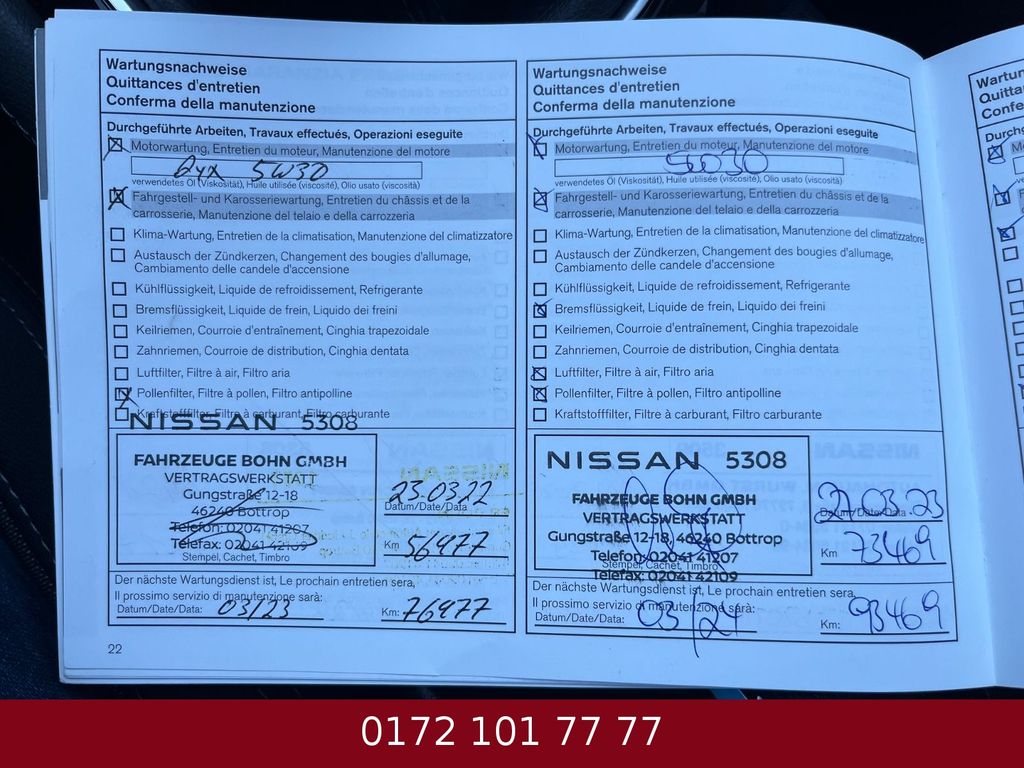 Wartungsnachweise
Quittances d'entretien
Conferma della manutenzione
Durchgeführte Arbeiten, Travaux effectués, Operazioni eseguite
Motorwartung, Entretien du moteur, Manutenzione del motore
5W30
verwendetes Öl (Viskosität), Huile utilisée (viscosité), Olio usato (viscosità)
Fahrgestell- und Karosseriewartung, Entretien du châssis et de la
carrosserie, Manutenzione del telaio e della carrozzeria
Klima-Wartung, Entretien de la climatisation, Manutenzione del climatizzatore
Austausch der Zündkerzen, Changement des bougies d'allumage,
Cambiamento delle candele d'accensione
Kühlflüssigkeit, Liquide de refroidissement, Refrigerante
Bremsflüssigkeit, Liquide de frein, Liquido dei freini
Keilriemen, Courroie d'entraînement, Cinghia trapezoidale
Zahnriemen, Courroie de distribution, Cinghia dentata
Luftfilter, Filtre à air, Filtro aria
Pollenfilter, Filtre à pollen, Filtro antipolline
Kraftstofffilter, Filtre à carburant, Filtro carburante
NISSAN 5308
FAHRZEUGE BOHN GMBH
VERTRAGSWERKSTATT
Gungstraße 12-18
46240 Bottrop
Telefon: 02041 41207
Telefax: 02041 42109
Stempel, Cachet, Timbro
23.03.22
Datum/Date/Data
Km 56977
Der nächste Wartungsdienst ist, Le prochain entretien sera,
Il prossimo servizio di manutenzione sarà:
Datum/Date/Data: 03/23 Km: 76977
22
Wartungsnachweise
Quittances d'entretien
Conferma della manutenzione
Durchgeführte Arbeiten, Travaux effectués, Operazioni eseguite
Motorwartung, Entretien du moteur, Manutenzione del motore
5W30
verwendetes Öl (Viskosität), Huile utilisée (viscosité), Olio usato (viscosità)
Fahrgestell- und Karosseriewartung, Entretien du châssis et de la
carrosserie, Manutenzione del telaio e della carrozzeria
Klima-Wartung, Entretien de la climatisation, Manutenzione del climatizzatore
Austausch der Zündkerzen, Changement des bougies d'allumage,
Cambiamento delle candele d'accensione
Kühlflüssigkeit, Liquide de refroidissement, Refrigerante
Bremsflüssigkeit, Liquide de frein, Liquido dei freini
Keilriemen, Courroie d'entraînement, Cinghia trapezoidale
Zahnriemen, Courroie de distribution, Cinghia dentata
Luftfilter, Filtre à air, Filtro aria
Pollenfilter, Filtre à pollen, Filtro antipolline
Kraftstofffilter, Filtre à carburant, Filtro carburante
NISSAN 5308
FAHRZEUGE BOHN GMBH
VERTRAGSWERKSTATT
Gungstraße 12-18, 46240 Bottrop
Telefon: 02041 41207
Stempel, Cachet, Timbro
Telefax: 02041 42109
21.03.23
Datum/Date/Data
Km 73469
Der nächste Wartungsdienst ist, Le prochain entretien sera,
Il prossimo servizio di manutenzione sarà:
Datum/Date/Data: 03/24 Km: 93469
0172 101 77 77